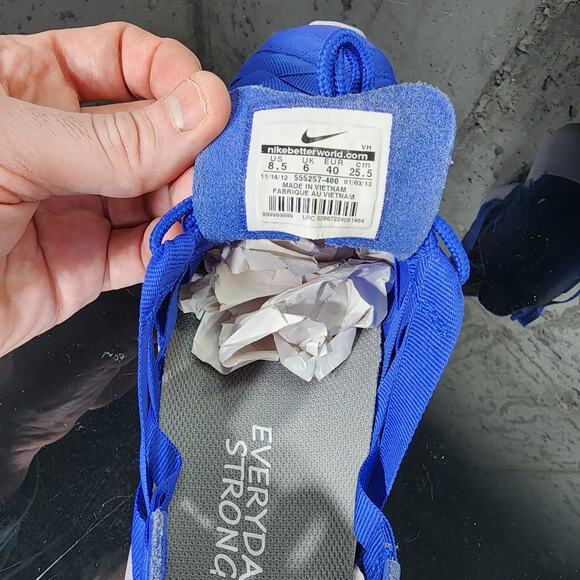 VH
nikebetterworld.com
US UK EUR cm
8.5 6 40 25.5
11/14/12 555257-400 01/03/13
MADE IN VIETNAM
FABRIQUE AU VIETNAM
999999999 UPC 00887224061464
EVERYDA
STRONG